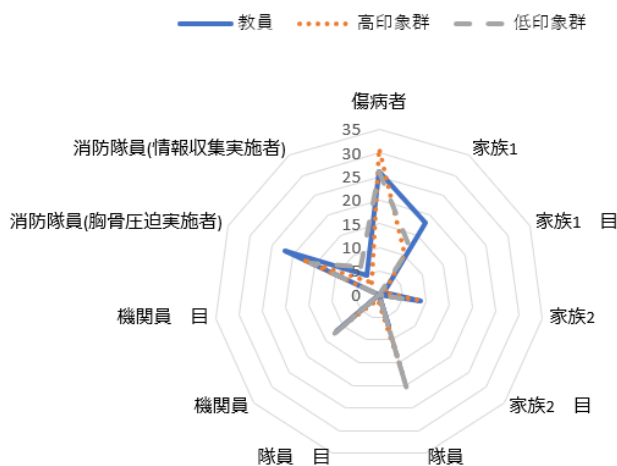 教員 高印象群 低印象群
傷病者
消防隊員(情報収集実施者) 家族1
消防隊員(胸骨圧迫実施者) 家族1　目
機関員　目 家族2
機関員 家族2　目
隊員　目 隊員
35
30
25
20
15
10
5
0